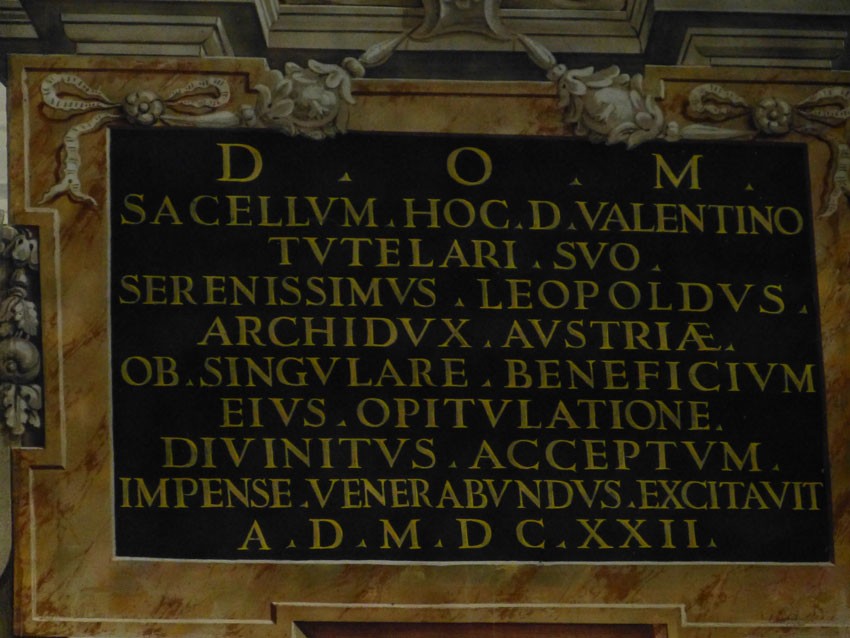 D . O . M .
SACELLVM . HOC . D . VALENTINO
TVTELARI . SVO .
SERENISSIMVS . LEOPOLDVS .
ARCHIDVX . AVSTRIÆ .
OB . SINGVLARE . BENEFICIVM
EIVS . OPITVLATIONE .
DIVINITVS . ACCEPTVM .
IMPENSE . VENERABVNDVS . EXCITAVIT
A . D . M . D C . XXII .